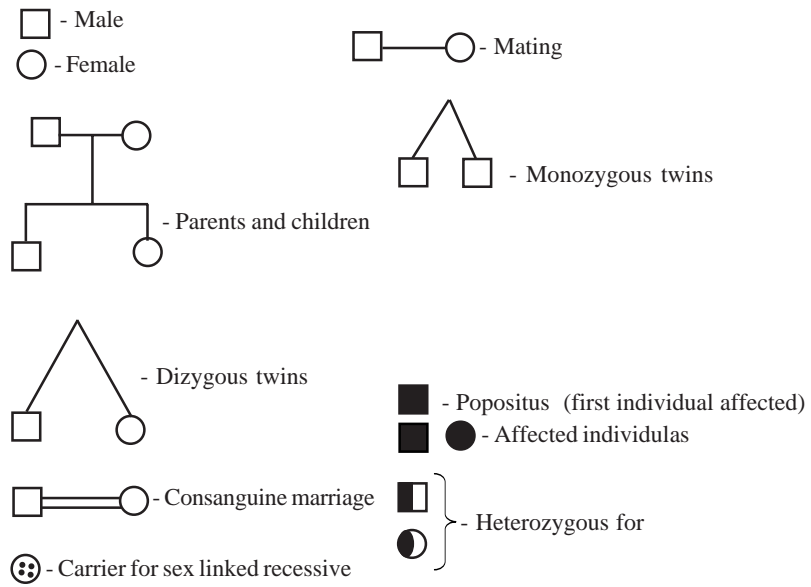 - Male
- Female
- Mating
- Monozygous twins
- Parents and children
- Dizygous twins
- Popositus (first individual affected)
- Affected individulas
- Consanguine marriage
- Heterozygous for
- Carrier for sex linked recessive